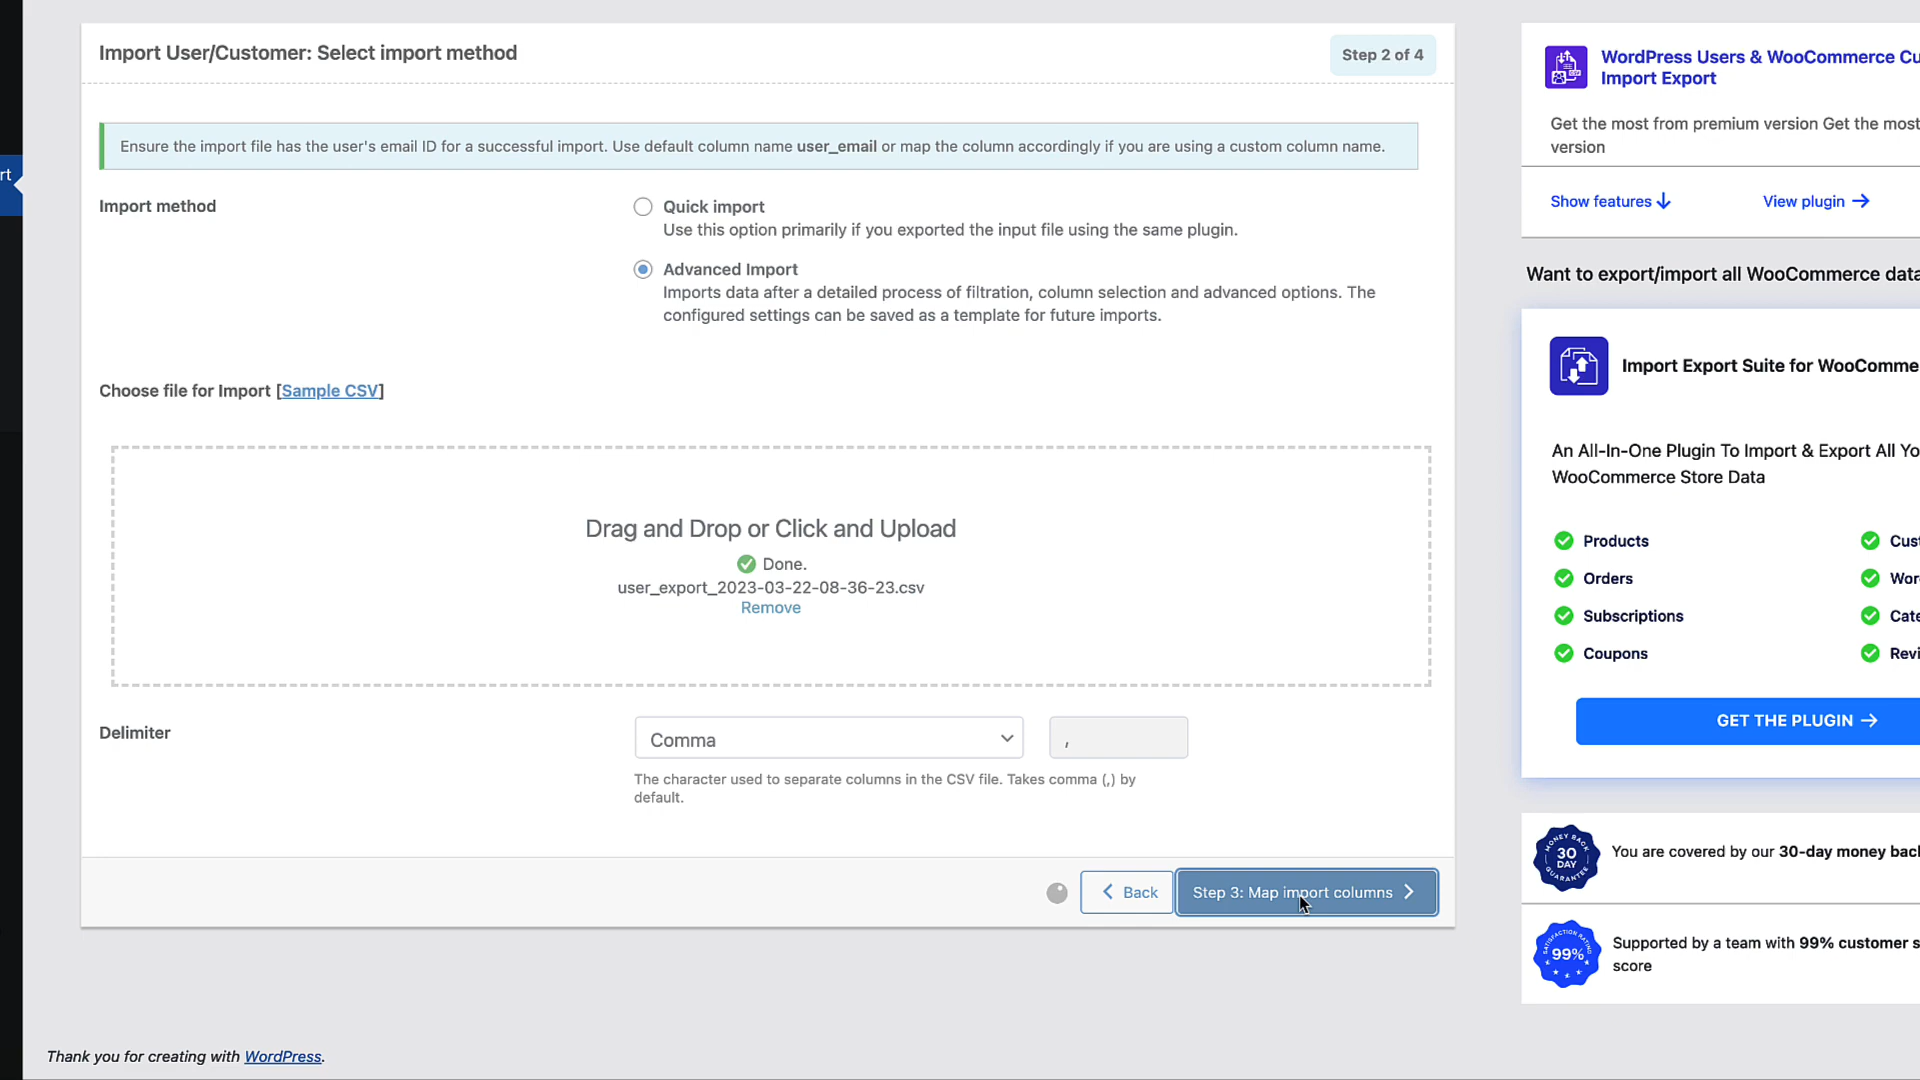 Import User/Customer: Select import method
Step 2 of 4
Ensure the import file has the user's email ID for a successful import. Use default column name user_email or map the column accordingly if you are using a custom column name.
rt
Import method
Quick import
Use this option primarily if you exported the input file using the same plugin.
Advanced Import
Imports data after a detailed process of filtration, column selection and advanced options. The
configured settings can be saved as a template for future imports.
Choose file for Import [Sample CSV]
Drag and Drop or Click and Upload
Done.
user_export_2023-03-22-08-36-23.csv
Remove
Delimiter
Comma
,
The character used to separate columns in the CSV file. Takes comma (,) by
default.
Back
Step 3: Map import columns
Thank you for creating with WordPress.
WordPress Users & WooCommerce Cu
Import Export
Get the most from premium version Get the most
version
Show features
View plugin
Want to export/import all WooCommerce data
Import Export Suite for WooComme
An All-In-One Plugin To Import & Export All Yo
WooCommerce Store Data
Products
Cust
Orders
Wor
Subscriptions
Cate
Coupons
Revi
GET THE PLUGIN
MONEY BACK
30
DAY
GUARANTEE
You are covered by our 30-day money bac
SATISFACTION RATING
99%
Supported by a team with 99% customer s
score